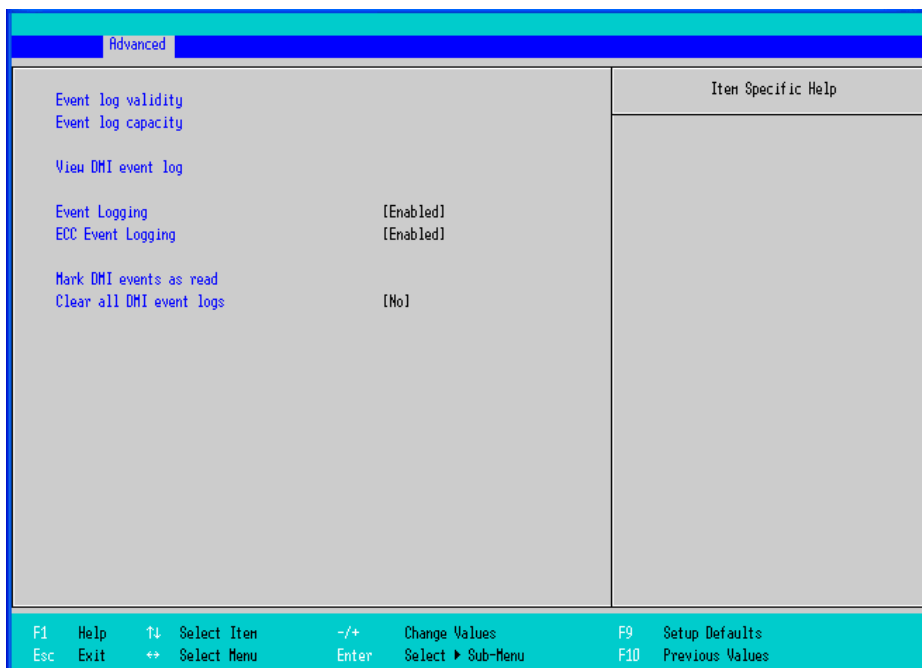 Advanced
Item Specific Help
Event log validity
Event log capacity
View DMI event log
Event Logging [Enabled]
ECC Event Logging [Enabled]
Mark DMI events as read
Clear all DMI event logs [No]
F1 Help ↑↓ Select Item -/+ Change Values F9 Setup Defaults
Esc Exit ↔ Select Menu Enter Select ▶ Sub-Menu F10 Previous Values